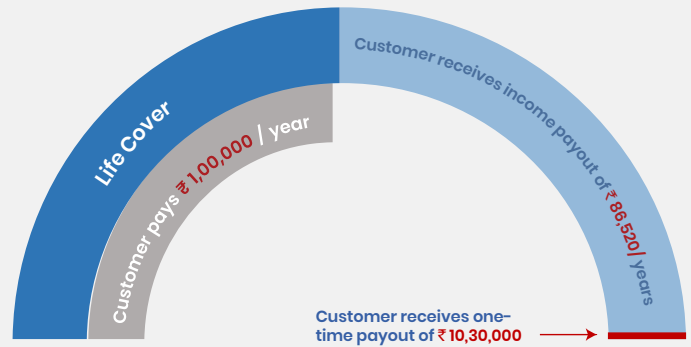 Life Cover
Customer pays ₹ 1,00,000 / year
Customer receives income payout of ₹ 86,520/ years
Customer receives one-
time payout of ₹ 10,30,000